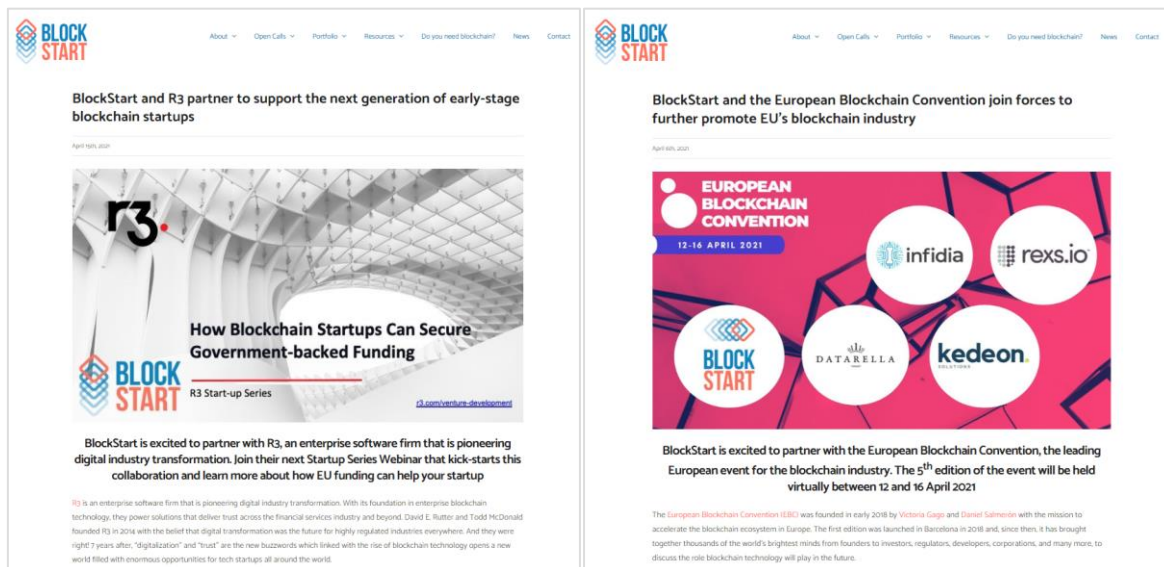 BLOCK
START
About
Open Calls
Portfolio
Resources
Do you need blockchain?
News
Contact
BlockStart and R3 partner to support the next generation of early-stage
blockchain startups
April 15th, 2021
r3.
How Blockchain Startups Can Secure
Government-backed Funding
BLOCK
START
R3 Start-up Series
r3.com/venture-development
BlockStart is excited to partner with R3, an enterprise software firm that is pioneering
digital industry transformation. Join their next Startup Series Webinar that kick-starts this
collaboration and learn more about how EU funding can help your startup
R3 is an enterprise software firm that is pioneering digital industry transformation. With its foundation in enterprise blockchain
technology, they power solutions that deliver trust across the financial services industry and beyond. David E. Rutter and Todd McDonald
founded R3 in 2014 with the belief that digital transformation was the future for highly regulated industries everywhere. And they were
right! 7 years after, "digitalization" and "trust" are the new buzzwords which linked with the rise of blockchain technology opens a new
world filled with enormous opportunities for tech startups all around the world.
BLOCK
START
About
Open Calls
Portfolio
Resources
Do you need blockchain?
News
Contact
BlockStart and the European Blockchain Convention join forces to
further promote EU's blockchain industry
April 6th, 2021
EUROPEAN
BLOCKCHAIN
CONVENTION
12-16 APRIL 2021
infidia
rexs.io
BLOCK
START
DATARELLA
kedeon.
SOLUTIONS
BlockStart is excited to partner with the European Blockchain Convention, the leading
European event for the blockchain industry. The 5th edition of the event will be held
virtually between 12 and 16 April 2021
The European Blockchain Convention (EBC) was founded in early 2018 by Victoria Gago and Daniel Salmerón with the mission to
accelerate the blockchain ecosystem in Europe. The first edition was launched in Barcelona in 2018 and, since then, it has brought
together thousands of the world's brightest minds from founders to investors, regulators, developers, corporations, and many more, to
discuss the role blockchain technology will play in the future.